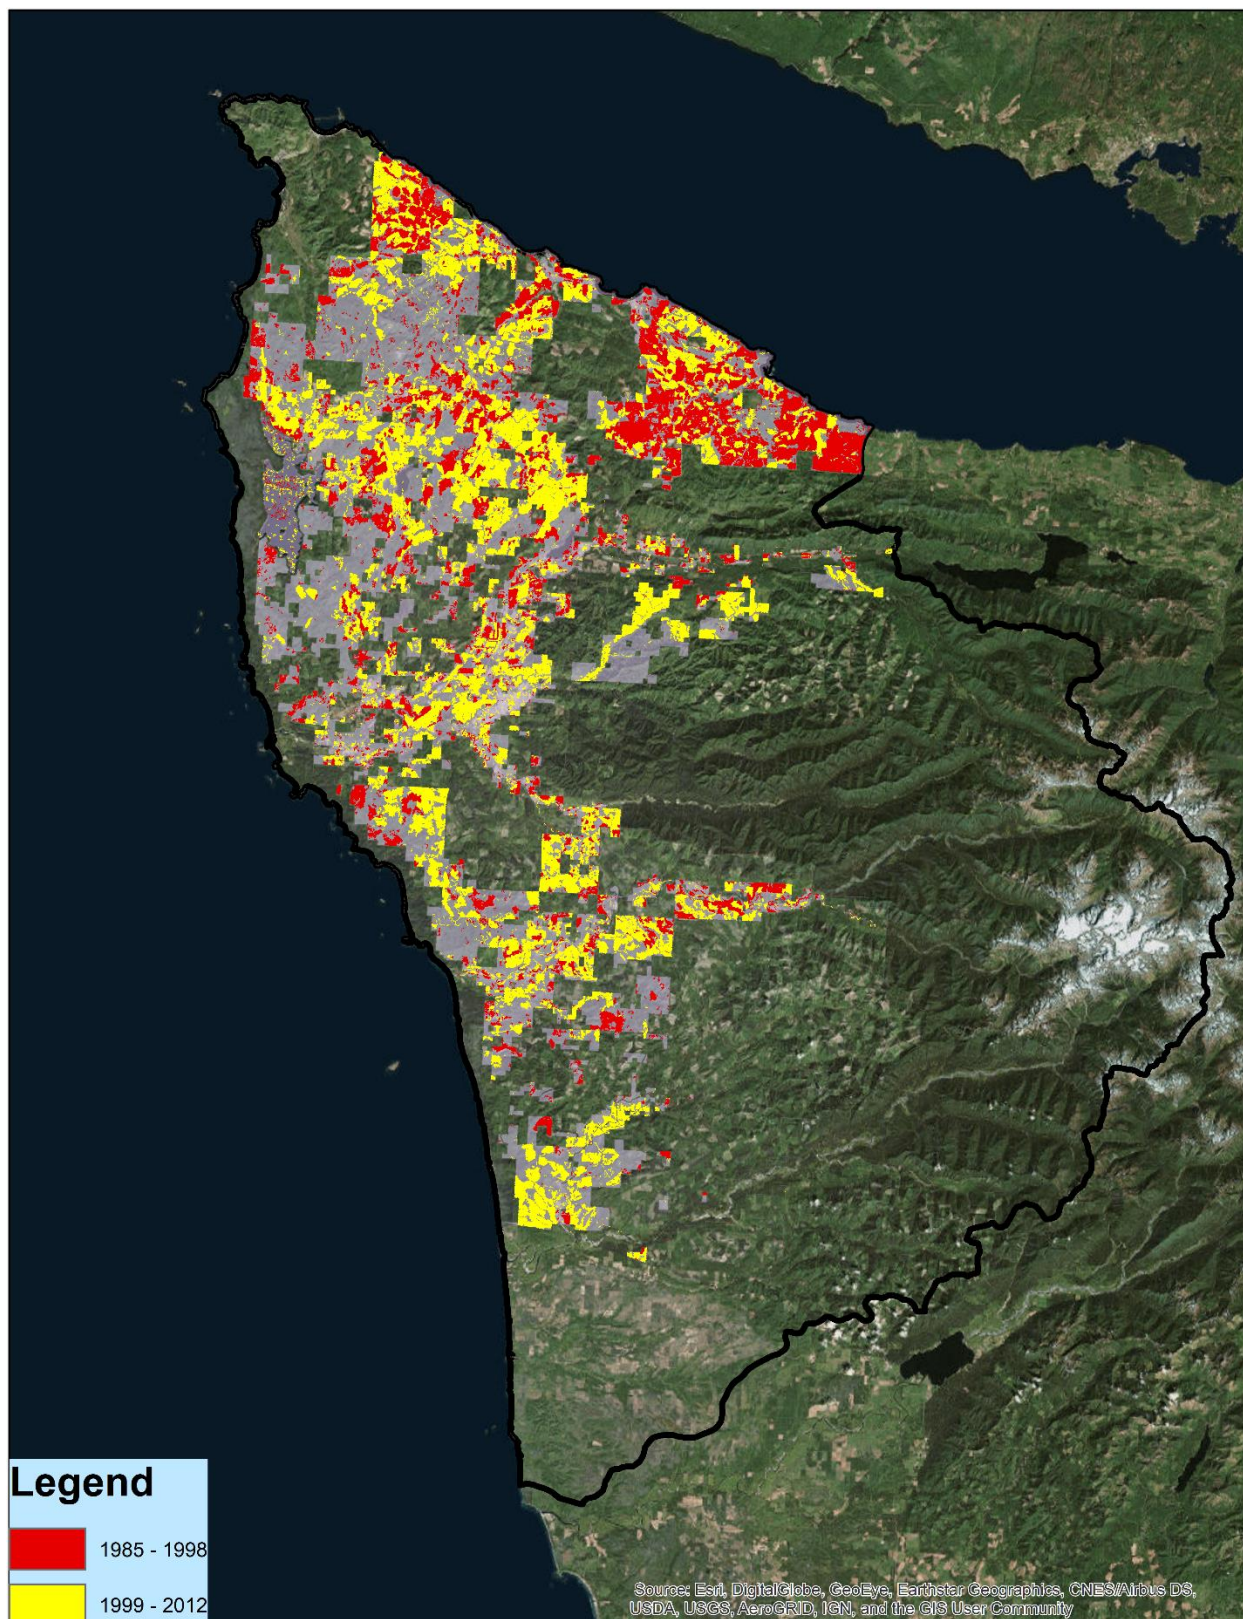 Legend
1985 - 1998
1999 - 2012
Source: Esri, DigitalGlobe, GeoEye, Earthstar Geographics, CNES/Airbus DS,
USDA, USGS, AeroGRID, IGN, and the GIS User Community